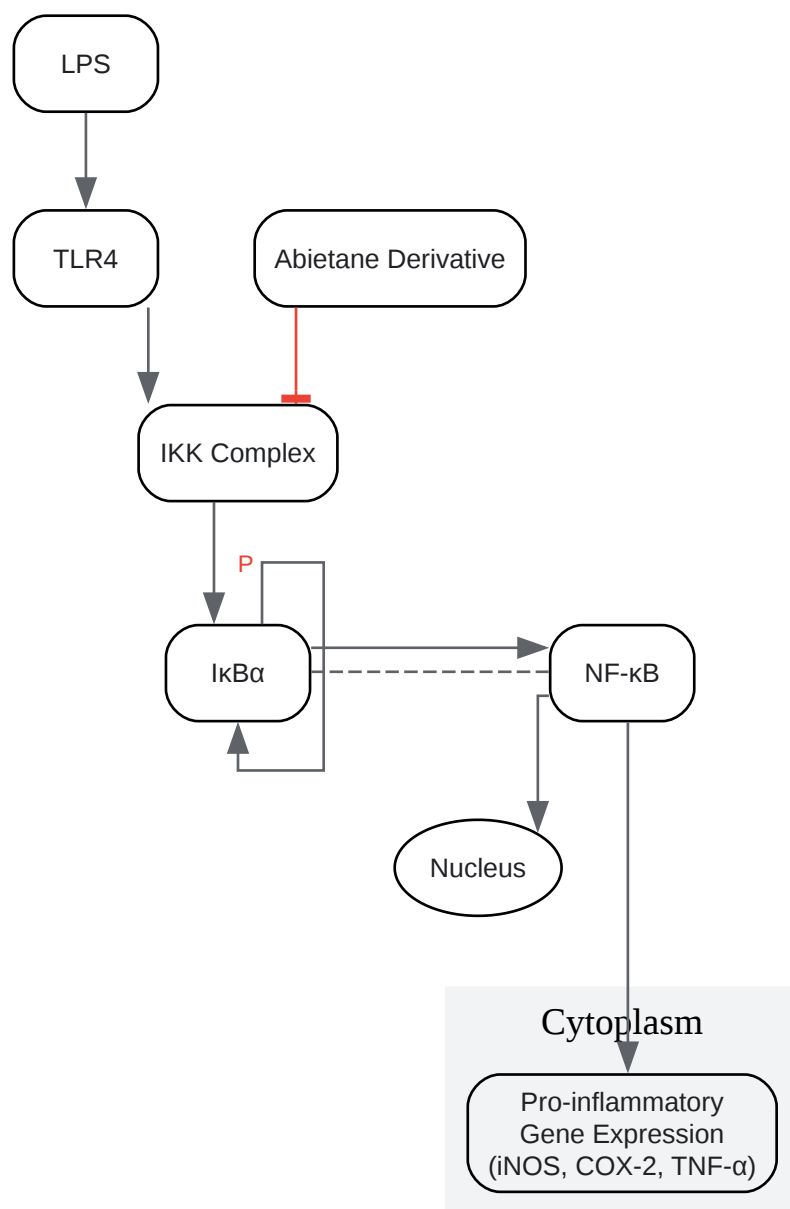 LPS
TLR4
Abietane Derivative
IKK Complex
P
IκBα
NF-κB
Nucleus
Cytoplasm
Pro-inflammatory
Gene Expression
(iNOS, COX-2, TNF-α)